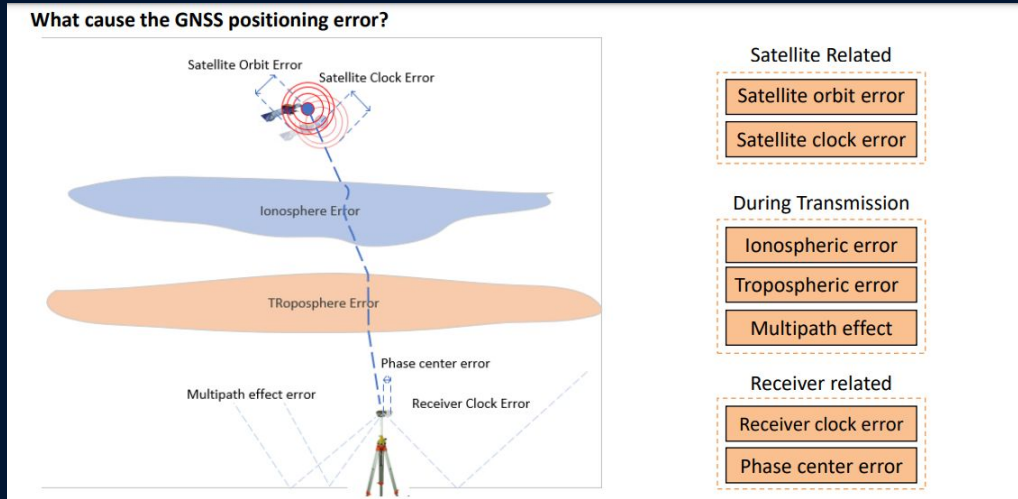 What cause the GNSS positioning error?
Satellite Orbit Error
Satellite Clock Error
Ionosphere Error
TRoposphere Error
Phase center error
Multipath effect error
Receiver Clock Error
Satellite Related
Satellite orbit error
Satellite clock error
During Transmission
Ionospheric error
Tropospheric error
Multipath effect
Receiver related
Receiver clock error
Phase center error